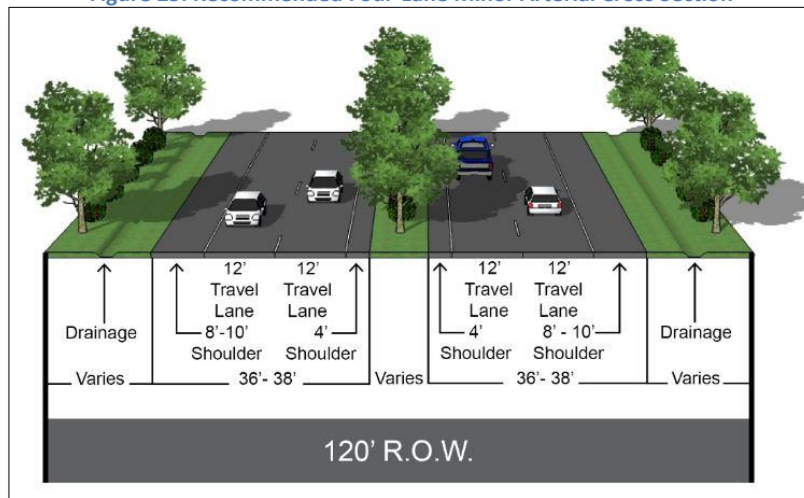 Figure 25: Recommended Four-Lane Minor Arterial Cross-Section
12' 12' 12' 12'
Travel Travel Travel Travel
Lane Lane Lane Lane
Drainage 8'-10' 4' 4' 8' - 10' Drainage
Shoulder Shoulder Shoulder Shoulder
Varies 36'- 38' Varies 36'- 38' Varies
120' R.O.W.